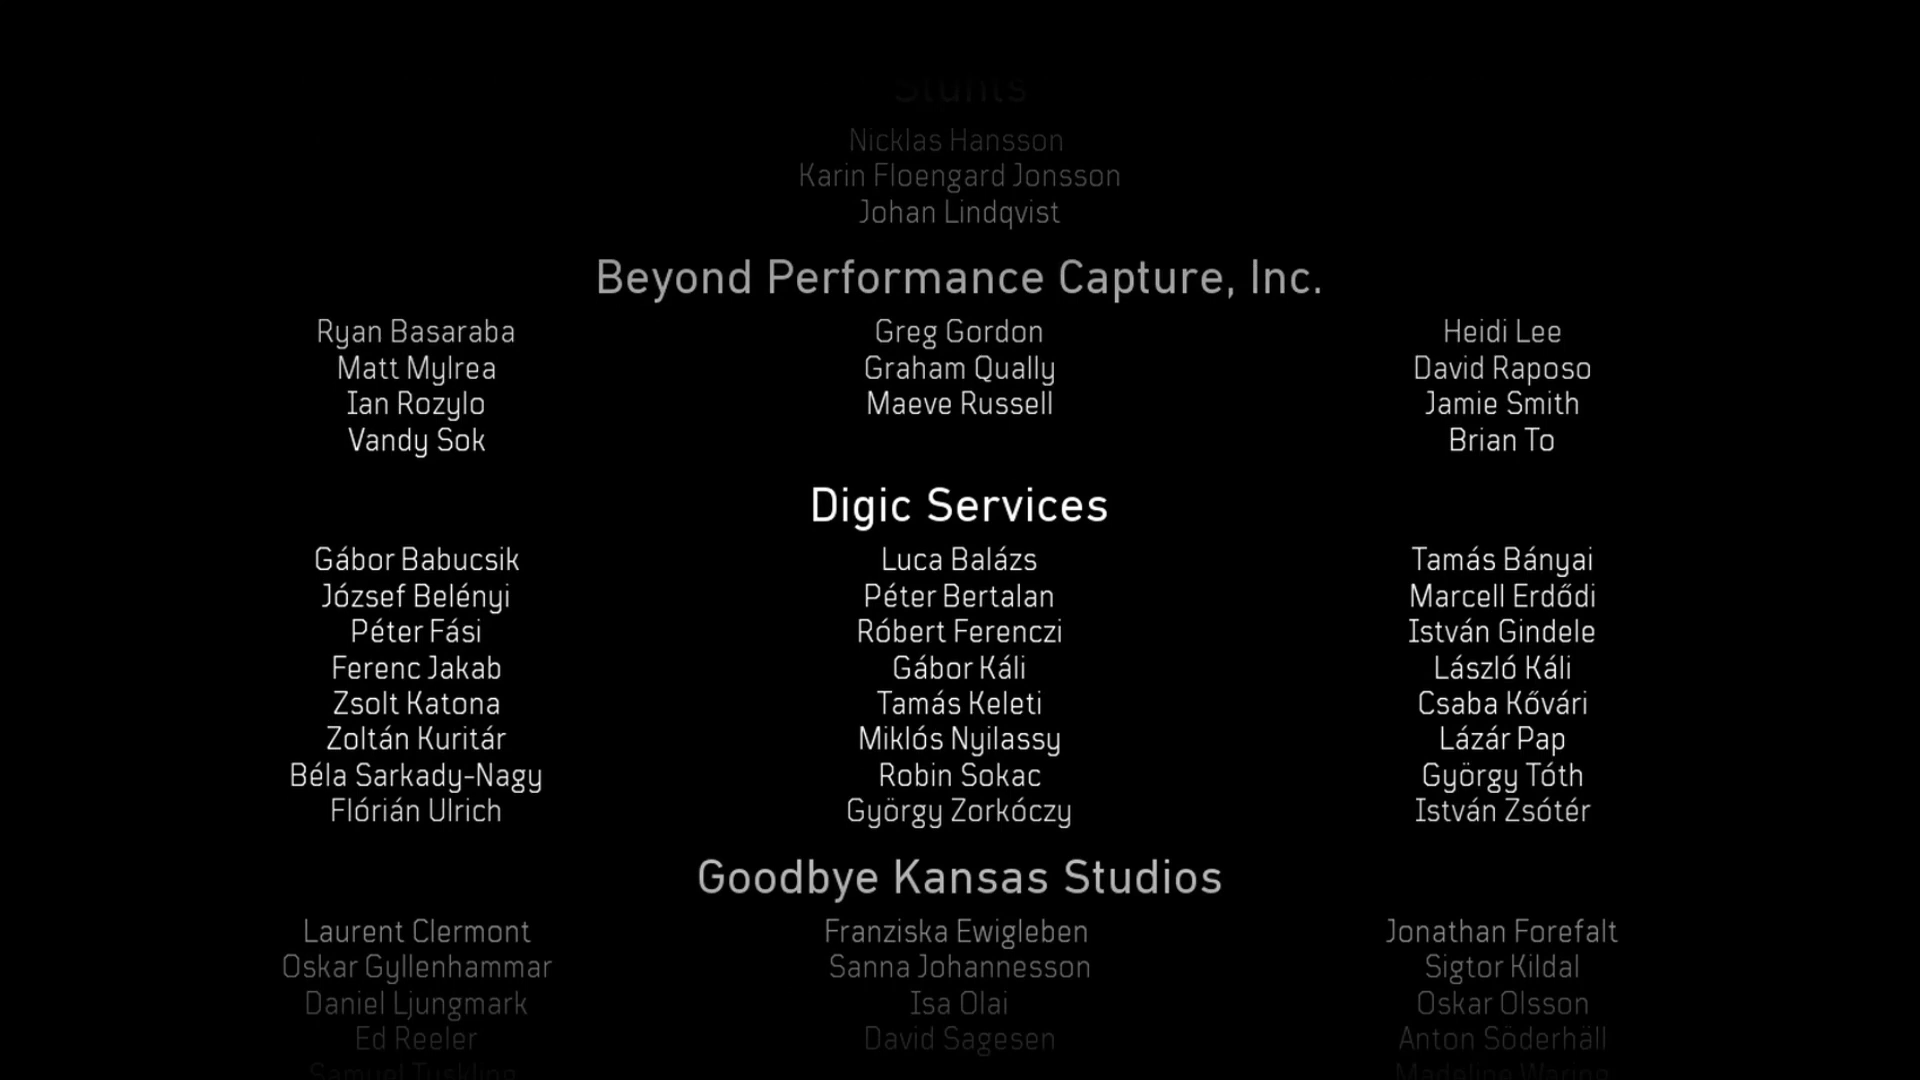 Stunts
Nicklas Hansson
Karin Floengard Jonsson
Johan Lindqvist
Beyond Performance Capture, Inc.
Ryan Basaraba Greg Gordon Heidi Lee
Matt Mylrea Graham Qually David Raposo
Ian Rozylo Maeve Russell Jamie Smith
Vandy Sok Brian To
Digic Services
Gábor Babucsik Luca Balázs Tamás Bányai
József Belényi Péter Bertalan Marcell Erdődi
Péter Fási Róbert Ferenczi István Gindele
Ferenc Jakab Gábor Káli László Káli
Zsolt Katona Tamás Keleti Csaba Kővári
Zoltán Kuritár Miklós Nyilassy Lázár Pap
Béla Sarkady-Nagy Robin Sokac György Tóth
Flórián Ulrich György Zorkóczy István Zsótér
Goodbye Kansas Studios
Laurent Clermont Franziska Ewigleben Jonathan Forefalt
Oskar Gyllenhammar Sanna Johannesson Sigtor Kildal
Daniel Ljungmark Isa Olai Oskar Olsson
Ed Reeler David Sagesen Anton Söderhäll
Samuel Tuskling Madeline Waring